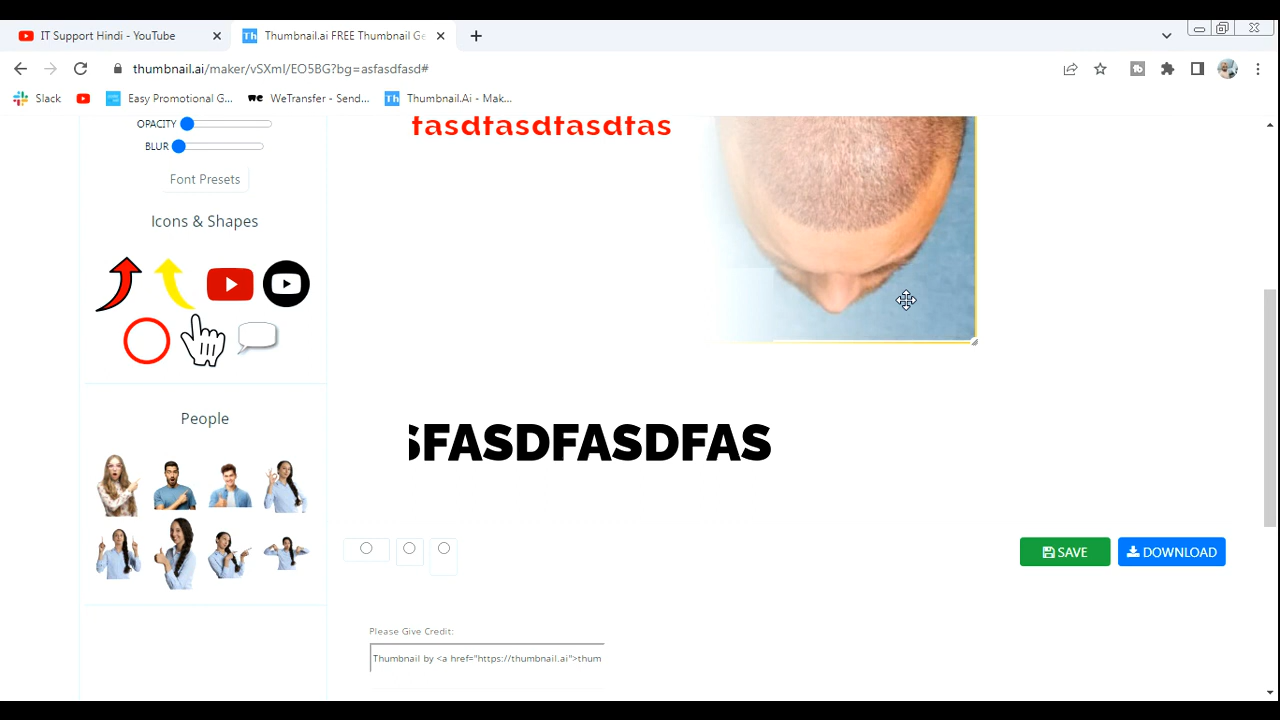 IT Support Hindi - YouTube
Thumbnail.ai FREE Thumbnail Ge
thumbnail.ai/maker/vSXmI/EO5BG?bg=asfasdfasd#
Slack
Easy Promotional G...
we WeTransfer - Send...
Th Thumbnail.Ai - Mak...
OPACITY
BLUR
fasdfasdfasdfas
Font Presets
Icons & Shapes
People
SFASDFASDFAS
SAVE
DOWNLOAD
Please Give Credit:
Thumbnail by <a href="https://thumbnail.ai">thum